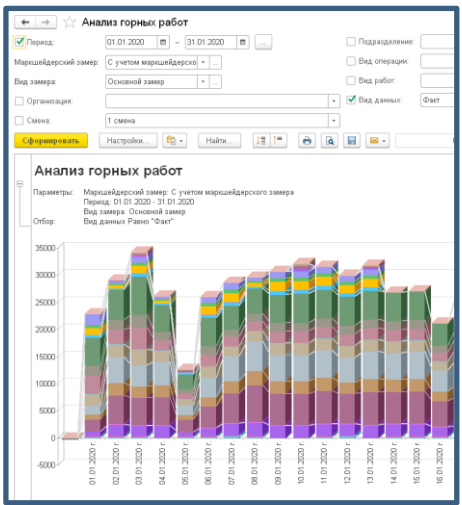 Анализ горных работ
Период: 01.01.2020 – 31.01.2020 ... Подразделение:
Маркшейдерский замер: С учетом маркшейдерско ... Вид операции:
Вид замера: Основной замер ... Вид работ:
Организация: Вид данных: Факт
Смена: 1 смена
Сформировать Настройки... Найти...
Анализ горных работ
Параметры: Маркшейдерский замер: С учетом маркшейдерского замера
Период: 01.01.2020 - 31.01.2020
Вид замера: Основной замер
Отбор: Вид данных Равно "Факт"
35000
30000
25000
20000
15000
10000
5000
0
-5000
01.01.2020 г.
02.01.2020 г.
03.01.2020 г.
04.01.2020 г.
05.01.2020 г.
06.01.2020 г.
07.01.2020 г.
08.01.2020 г.
09.01.2020 г.
10.01.2020 г.
11.01.2020 г.
12.01.2020 г.
13.01.2020 г.
14.01.2020 г.
15.01.2020 г.
16.01.2020 г.